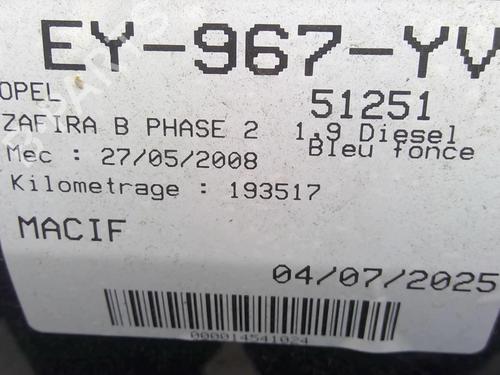 EY-967-YV
OPEL 51251
ZAFIRA B PHASE 2 1.9 Diesel
Mec : 27/05/2008 Bleu fonce
Kilometrage : 193517
MACIF
04/07/2025
000014541024